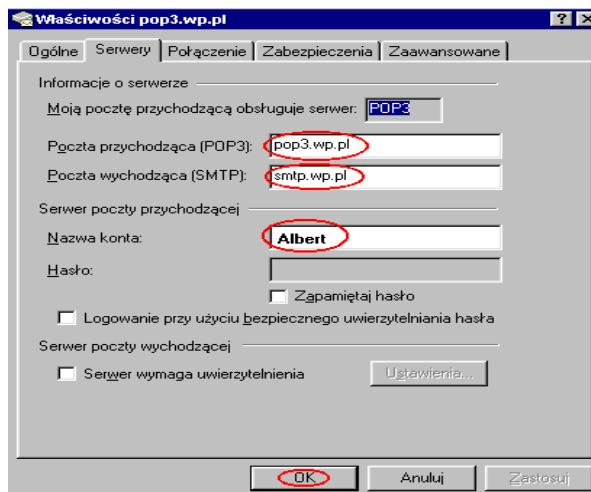 Właściwości pop3.wp.pl
Ogólne Serwery Połączenie Zabezpieczenia Zaawansowane
Informacje o serwerze
Moją pocztę przychodzącą obsługuje serwer: POP3
Poczta przychodząca (POP3): pop3.wp.pl
Poczta wychodząca (SMTP): smtp.wp.pl
Serwer poczty przychodzącej
Nazwa konta: Albert
Hasło:
Zapamiętaj hasło
Logowanie przy użyciu bezpiecznego uwierzytelniania hasła
Serwer poczty wychodzącej
Serwer wymaga uwierzytelnienia Ustawienia...
OK Anuluj Zastosuj